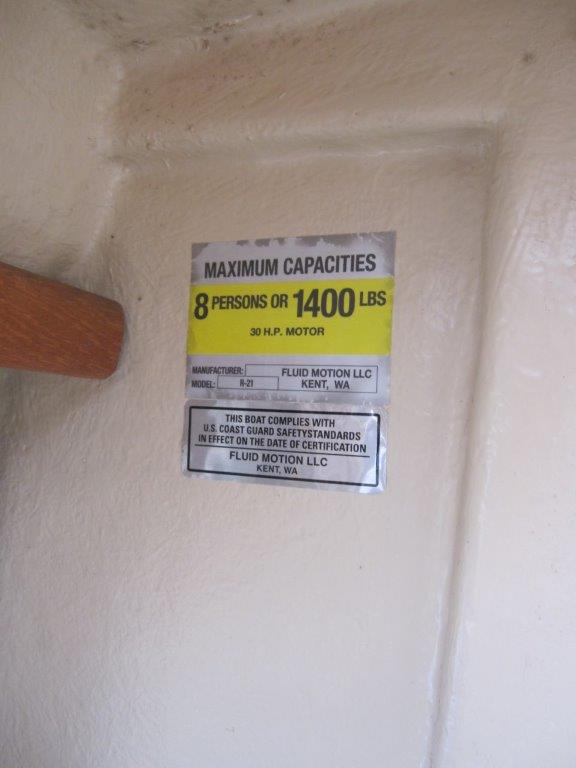 MAXIMUM CAPACITIES
8 PERSONS OR 1400 LBS
30 H.P. MOTOR
MANUFACTURER: FLUID MOTION LLC
MODEL: R-21 KENT, WA
THIS BOAT COMPLIES WITH
U.S. COAST GUARD SAFETYSTANDARDS
IN EFFECT ON THE DATE OF CERTIFICATION
FLUID MOTION LLC
KENT, WA